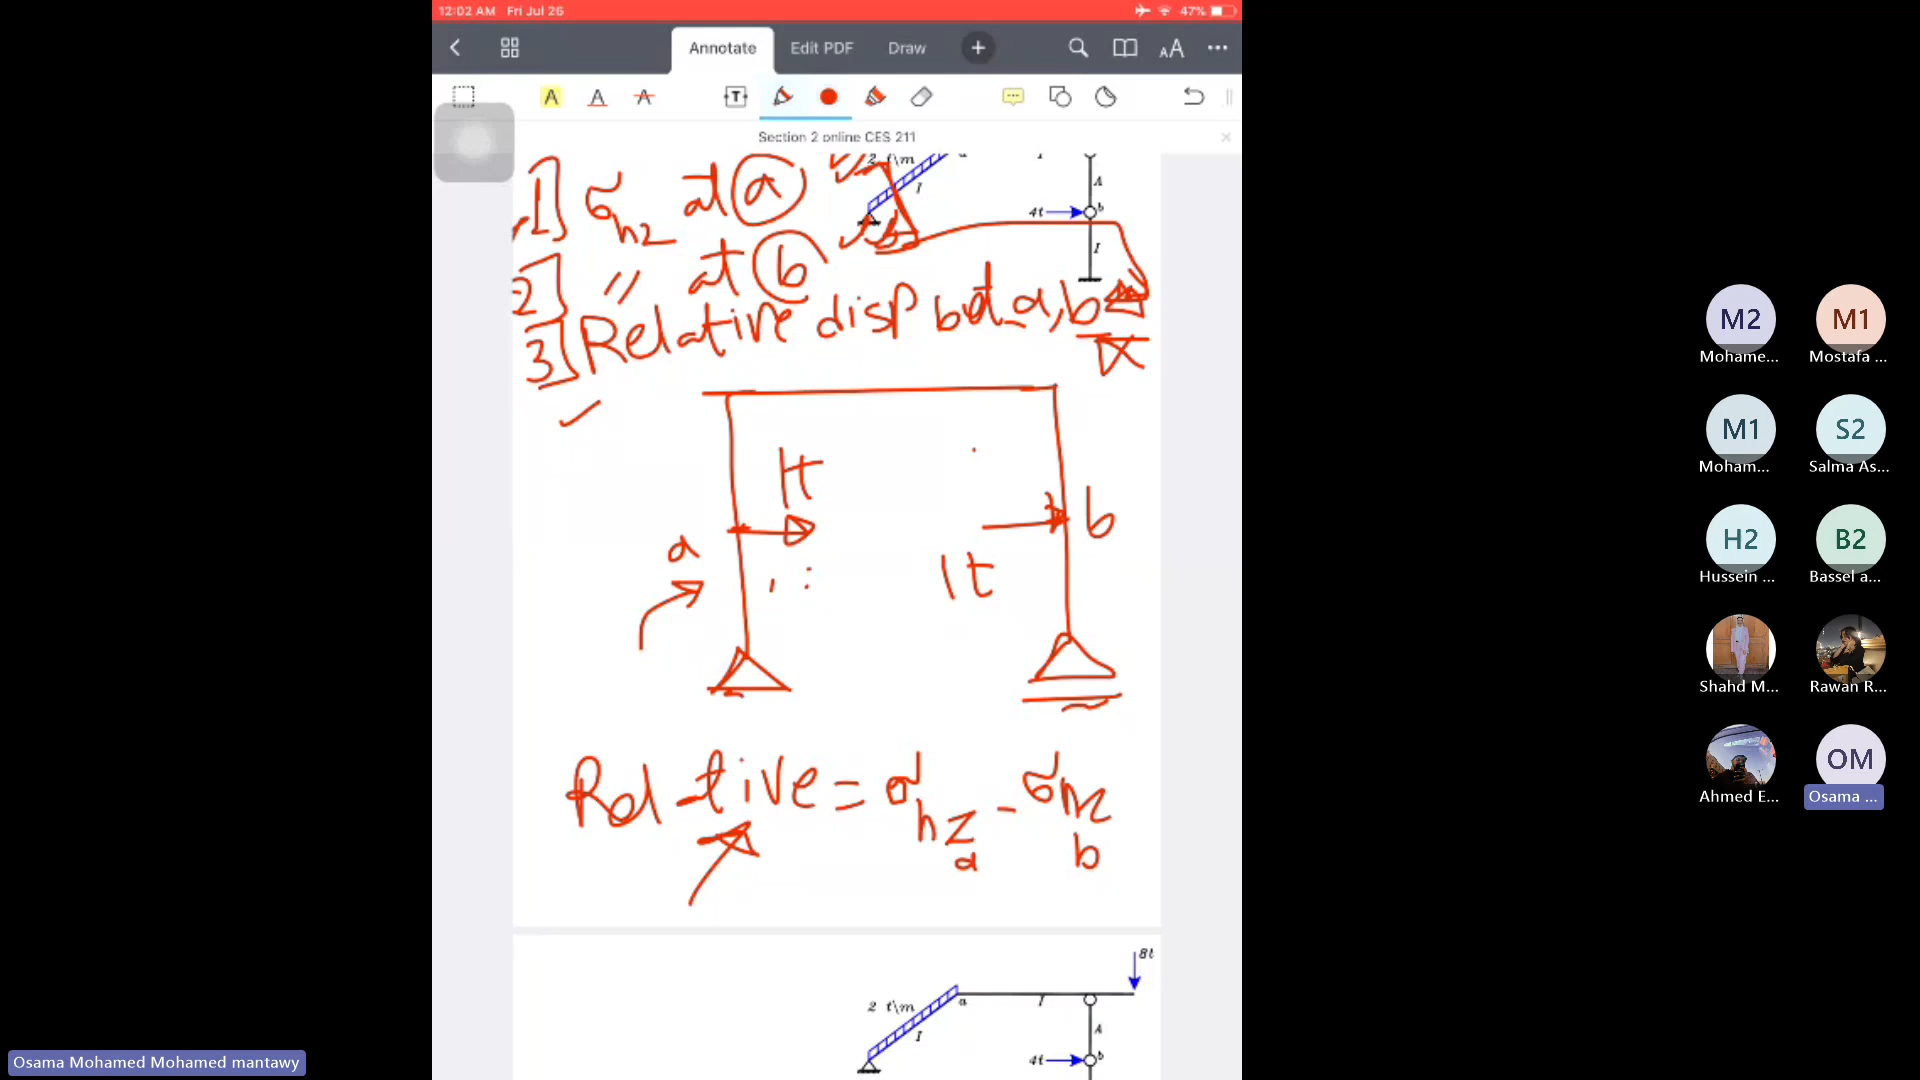 12:02 AM Fri Jul 26
47%
Annotate Edit PDF Draw
AA
A A A T
Section 2 online CES 211
2 t\m
I
A
4t b
I
1] σhz at a
2] " at b
3] Relative disp bet a, b
1t
b
a
1t
Relative = σhz a - σhz b
8t
2 t\m a I
I
A
4t b
M2 M1
Mohame... Mostafa ...
M1 S2
Moham... Salma As...
H2 B2
Hussein ... Bassel a...
Shahd M... Rawan R...
OM
Ahmed E... Osama ...
Osama Mohamed Mohamed mantawy